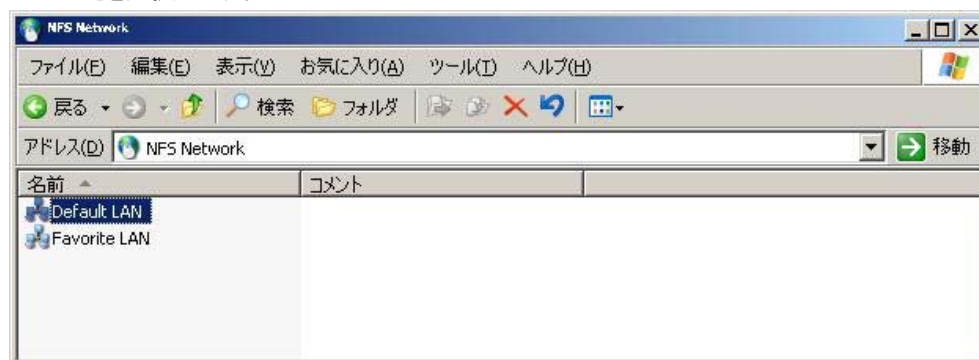 NFS Network
ファイル(F) 編集(E) 表示(V) お気に入り(A) ツール(T) ヘルプ(H)
戻る 検索 フォルダ
アドレス(D) NFS Network 移動
名前 コメント
Default LAN
Favorite LAN